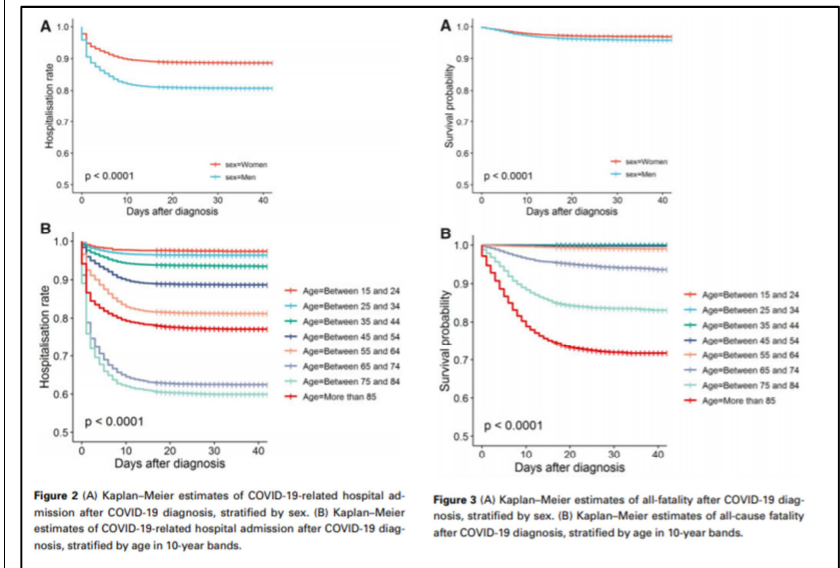 A
1.0
0.9
0.8
0.7
0.6
0.5
Hospitalisation rate
sex=Women
sex=Men
p < 0.0001
0 10 20 30 40
Days after diagnosis
B
1.0
0.9
0.8
0.7
0.6
0.5
Hospitalisation rate
Age=Between 15 and 24
Age=Between 25 and 34
Age=Between 35 and 44
Age=Between 45 and 54
Age=Between 55 and 64
Age=Between 65 and 74
Age=Between 75 and 84
Age=More than 85
p < 0.0001
0 10 20 30 40
Days after diagnosis
Figure 2 (A) Kaplan–Meier estimates of COVID-19-related hospital ad-
mission after COVID-19 diagnosis, stratified by sex. (B) Kaplan–Meier
estimates of COVID-19-related hospital admission after COVID-19 diag-
nosis, stratified by age in 10-year bands.
A
1.0
0.9
0.8
0.7
0.6
0.5
Survival probability
sex=Women
sex=Men
p < 0.0001
0 10 20 30 40
Days after diagnosis
B
1.0
0.9
0.8
0.7
0.6
0.5
Survival probability
Age=Between 15 and 24
Age=Between 25 and 34
Age=Between 35 and 44
Age=Between 45 and 54
Age=Between 55 and 64
Age=Between 65 and 74
Age=Between 75 and 84
Age=More than 85
p < 0.0001
0 10 20 30 40
Days after diagnosis
Figure 3 (A) Kaplan–Meier estimates of all-fatality after COVID-19 diag-
nosis, stratified by sex. (B) Kaplan–Meier estimates of all-cause fatality
after COVID-19 diagnosis, stratified by age in 10-year bands.